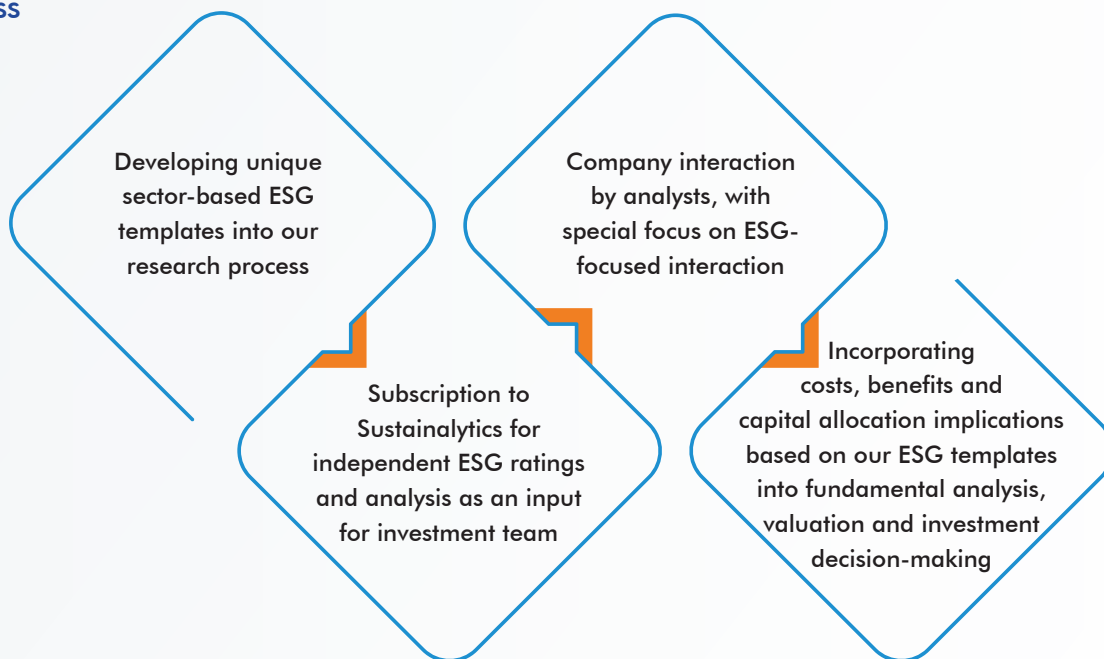 ss
Developing unique
sector-based ESG
templates into our
research process
Subscription to
Sustainalytics for
independent ESG ratings
and analysis as an input
for investment team
Company interaction
by analysts, with
special focus on ESG-
focused interaction
Incorporating
costs, benefits and
capital allocation implications
based on our ESG templates
into fundamental analysis,
valuation and investment
decision-making